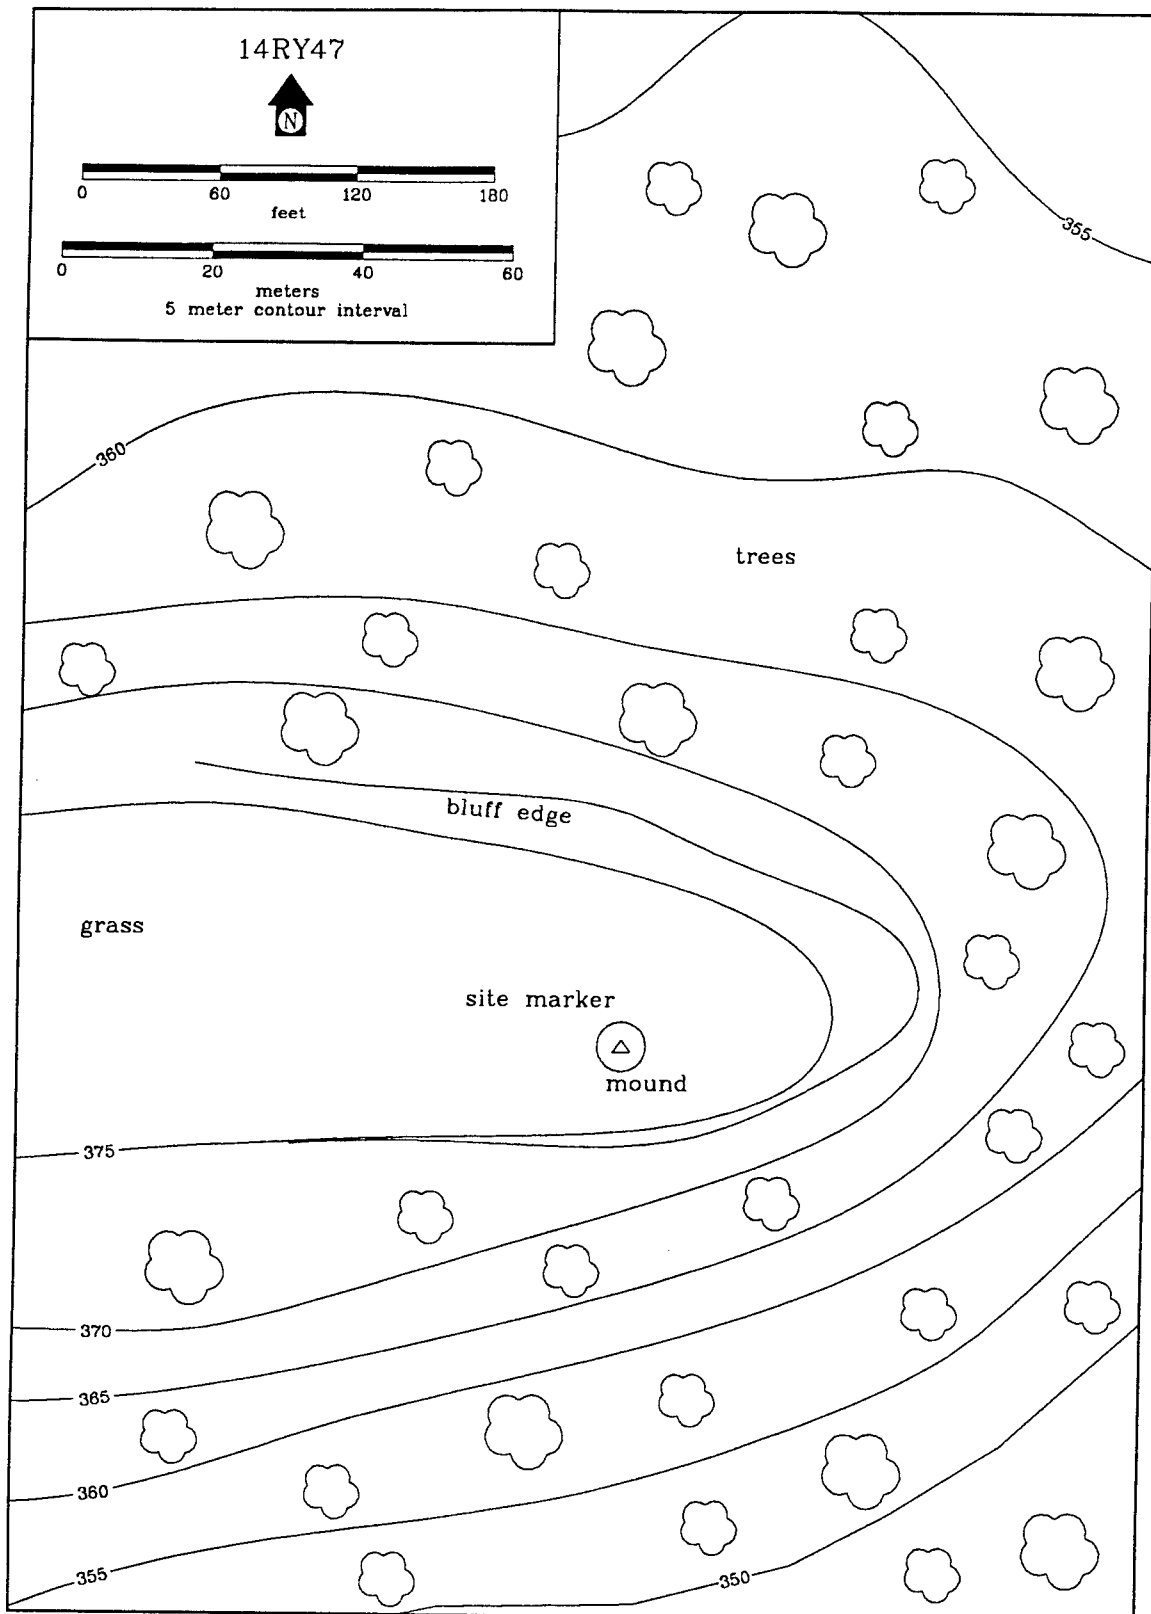 14RY47
N
0 60 120 180
feet
0 20 40 60
meters
5 meter contour interval
355
360
trees
bluff edge
grass
site marker
mound
375
370
365
360
355
350